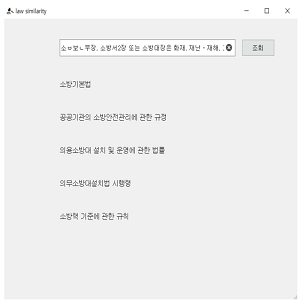 law similarity
소ㅁ보ㄴ부장, 소방서2장 또는 소방대장은 화재, 재난ㆍ재해,
조회
소방기본법
공공기관의 소방안전관리에 관한 규정
의용소방대 설치 및 운영에 관한 법률
의무소방대설치법 시행령
소방력 기준에 관한 규칙